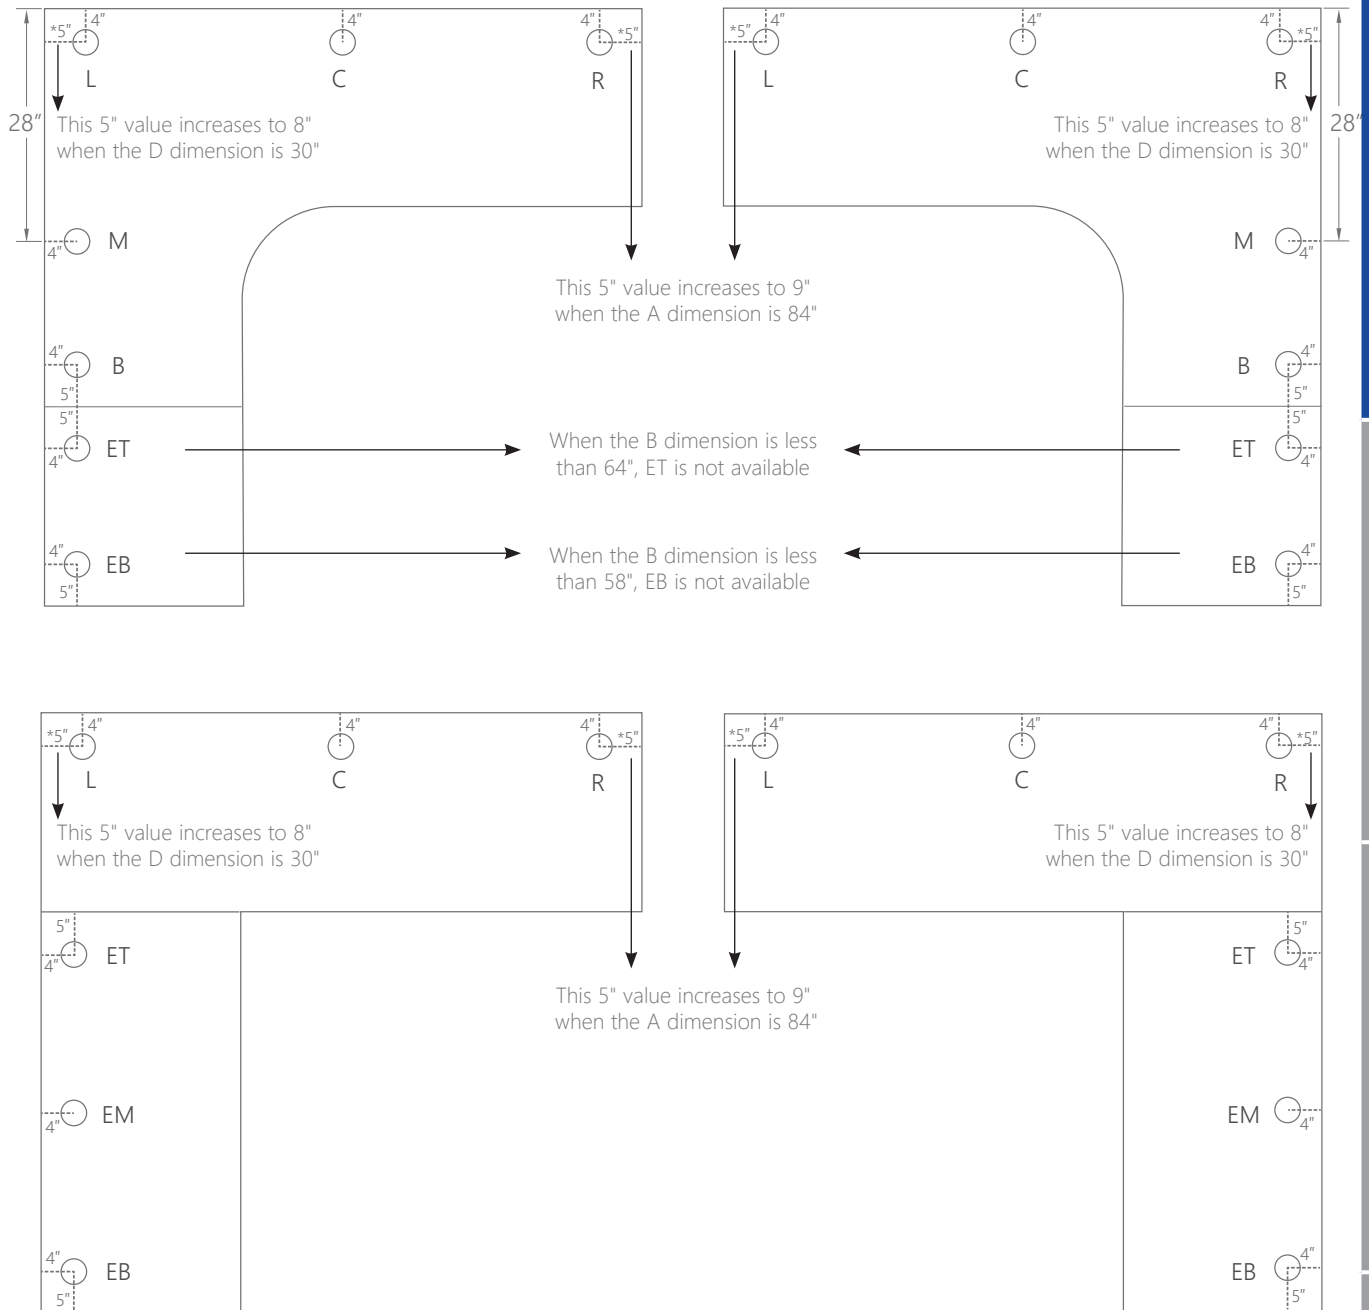 4" 4" 4" 4" 4" 4"
*5" *5" *5" *5"
L C R L C R
28" This 5" value increases to 8" This 5" value increases to 8" 28"
when the D dimension is 30" when the D dimension is 30"
M M
4" 4"
This 5" value increases to 9"
when the A dimension is 84"
4" 4"
B B
5" 5"
5" 5"
ET When the B dimension is less ET
4" than 64", ET is not available 4"
4" When the B dimension is less 4"
EB than 58", EB is not available EB
5" 5"
4" 4" 4" 4" 4" 4"
*5" *5" *5" *5"
L C R L C R
This 5" value increases to 8" This 5" value increases to 8"
when the D dimension is 30" when the D dimension is 30"
5" 5"
ET ET
4" 4"
This 5" value increases to 9"
when the A dimension is 84"
EM EM
4" 4"
4" 4"
EB EB
5" 5"